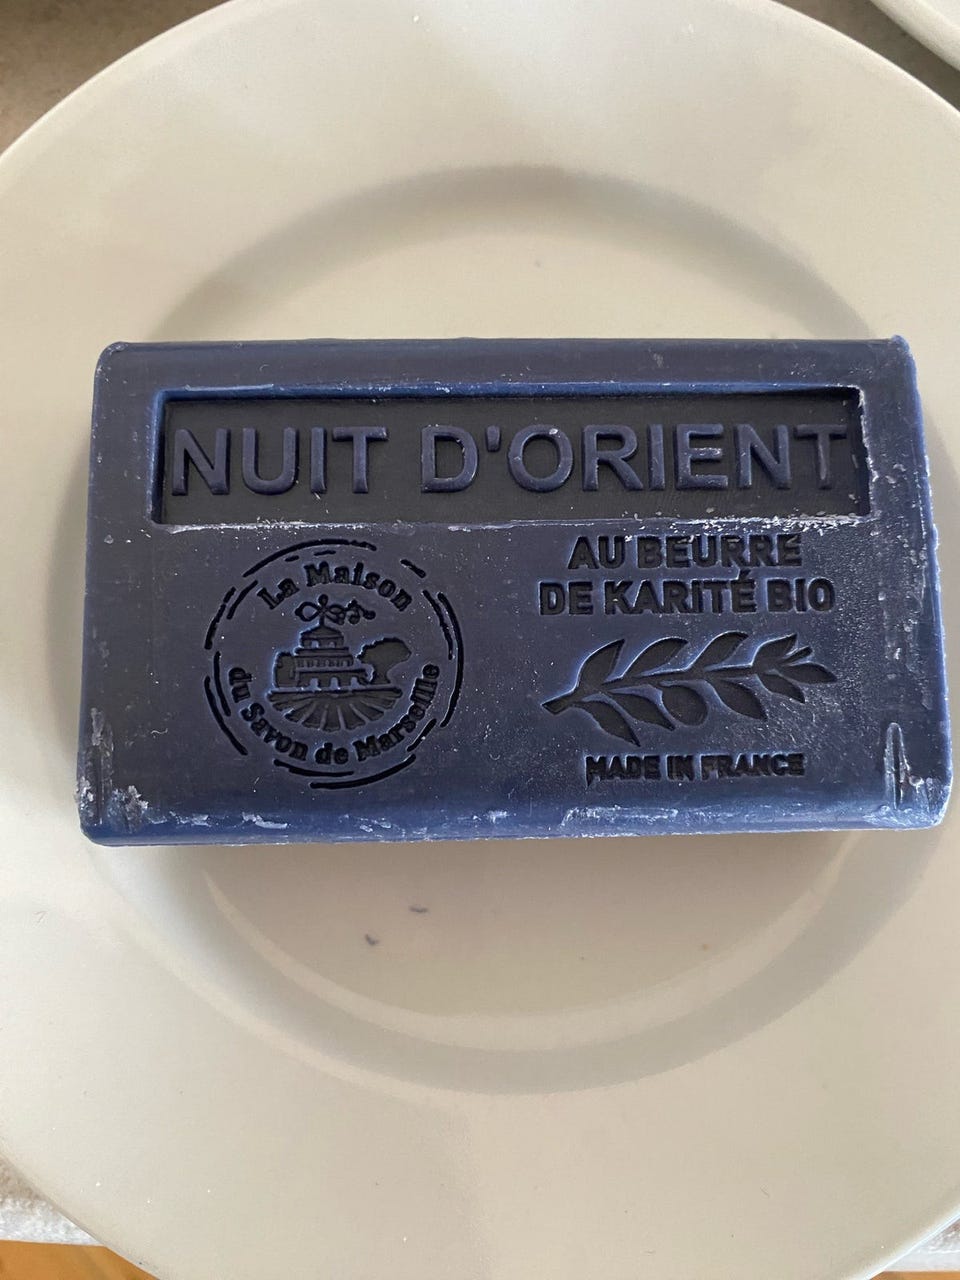 NUIT D'ORIENT
La Maison
du Savon de Marseille
AU BEURRE
DE KARITÉ BIO
MADE IN FRANCE